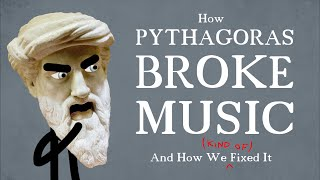 How
PYTHAGORAS
BROKE
MUSIC
(KIND OF)
And How We ^ Fixed It